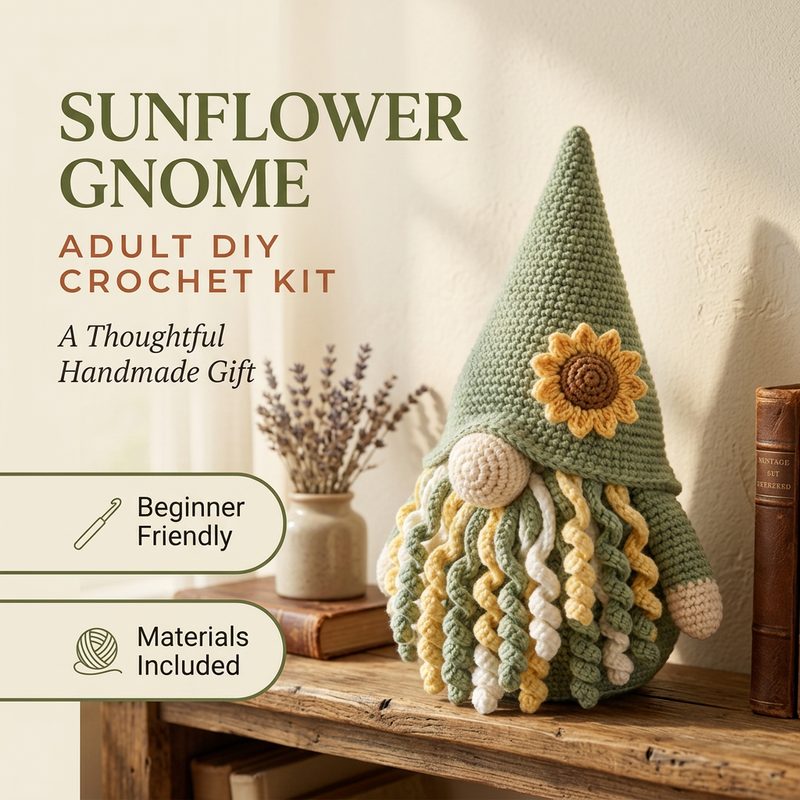 SUNFLOWER
GNOME
ADULT DIY
CROCHET KIT
A Thoughtful
Handmade Gift
Beginner
Friendly
Materials
Included